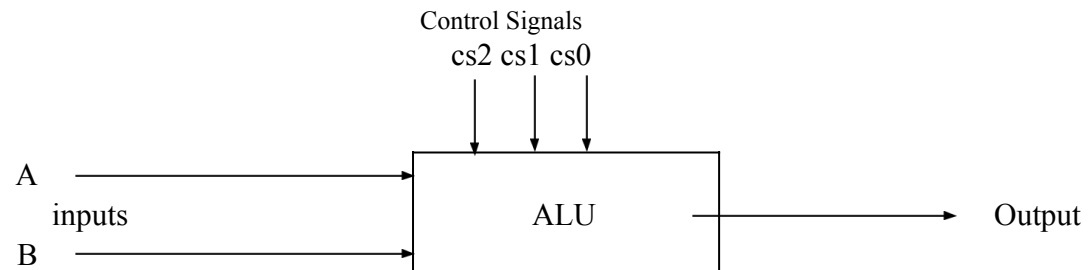 Control Signals
cs2 cs1 cs0
A
inputs
ALU
Output
B